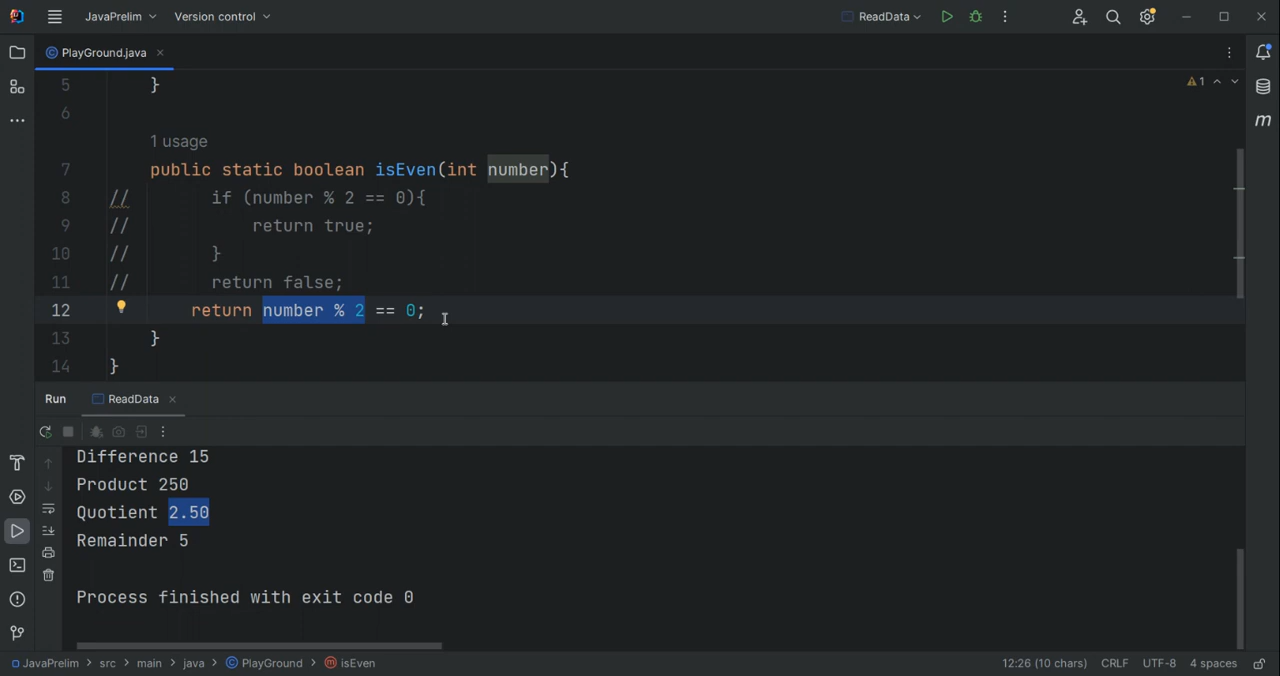 JavaPrelim Version control ReadData
PlayGround.java
5 }
1
6
1 usage
7 public static boolean isEven(int number){
8 // if (number % 2 == 0){
9 // return true;
10 // }
11 // return false;
12 return number % 2 == 0;
13 }
14 }
Run ReadData
Difference 15
Product 250
Quotient 2.50
Remainder 5
Process finished with exit code 0
JavaPrelim > src > main > java > PlayGround > isEven 12:26 (10 chars) CRLF UTF-8 4 spaces